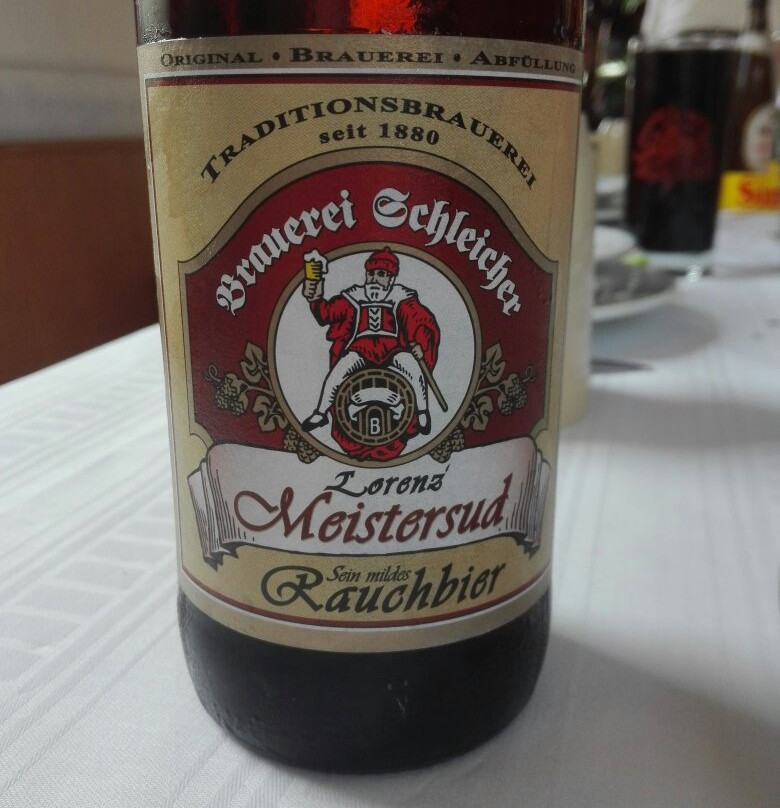 ORIGINAL • BRAUEREI • ABFÜLLUNG
TRADITIONSBRAUEREI
seit 1880
Brauerei Schleicher
B
Lorenz'
Meistersud
Sein mildes
Rauchbier